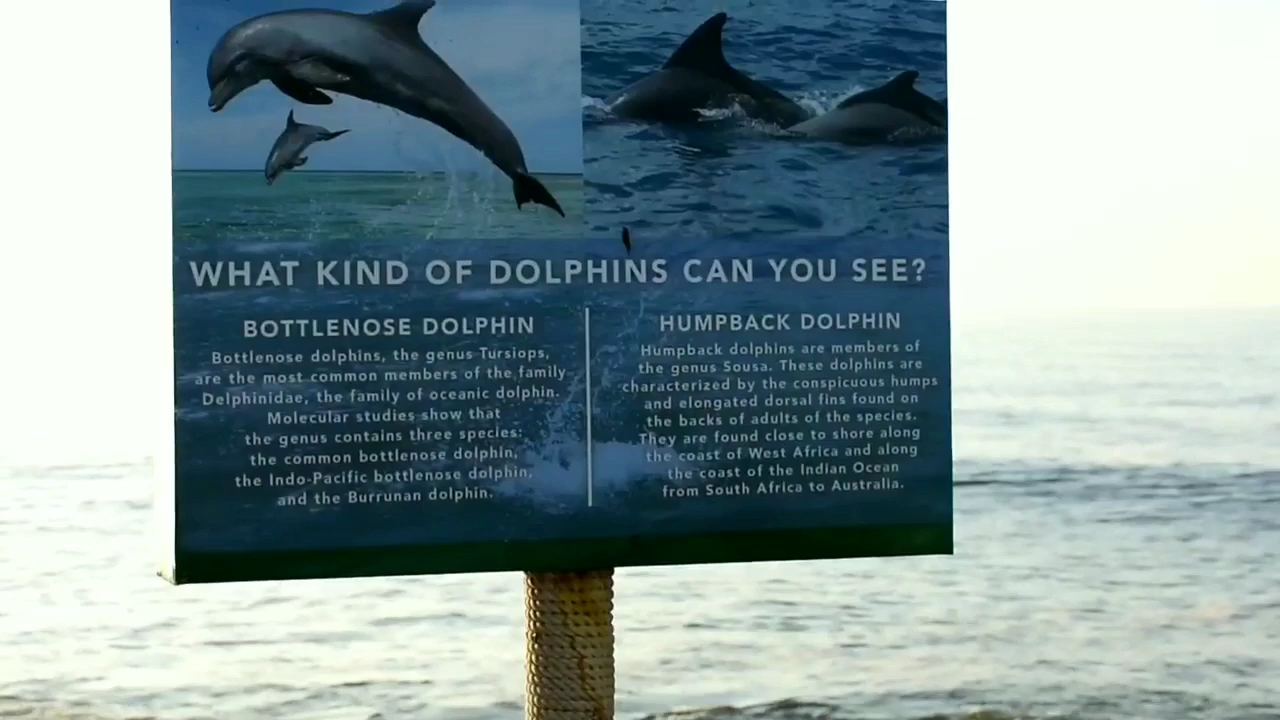 WHAT KIND OF DOLPHINS CAN YOU SEE?
BOTTLENOSE DOLPHIN
Bottlenose dolphins, the genus Tursiops,
are the most common members of the family
Delphinidae, the family of oceanic dolphin.
Molecular studies show that
the genus contains three species:
the common bottlenose dolphin,
the Indo-Pacific bottlenose dolphin,
and the Burrunan dolphin.
HUMPBACK DOLPHIN
Humpback dolphins are members of
the genus Sousa. These dolphins are
characterized by the conspicuous humps
and elongated dorsal fins found on
the backs of adults of the species.
They are found close to shore along
the coast of West Africa and along
the coast of the Indian Ocean
from South Africa to Australia.